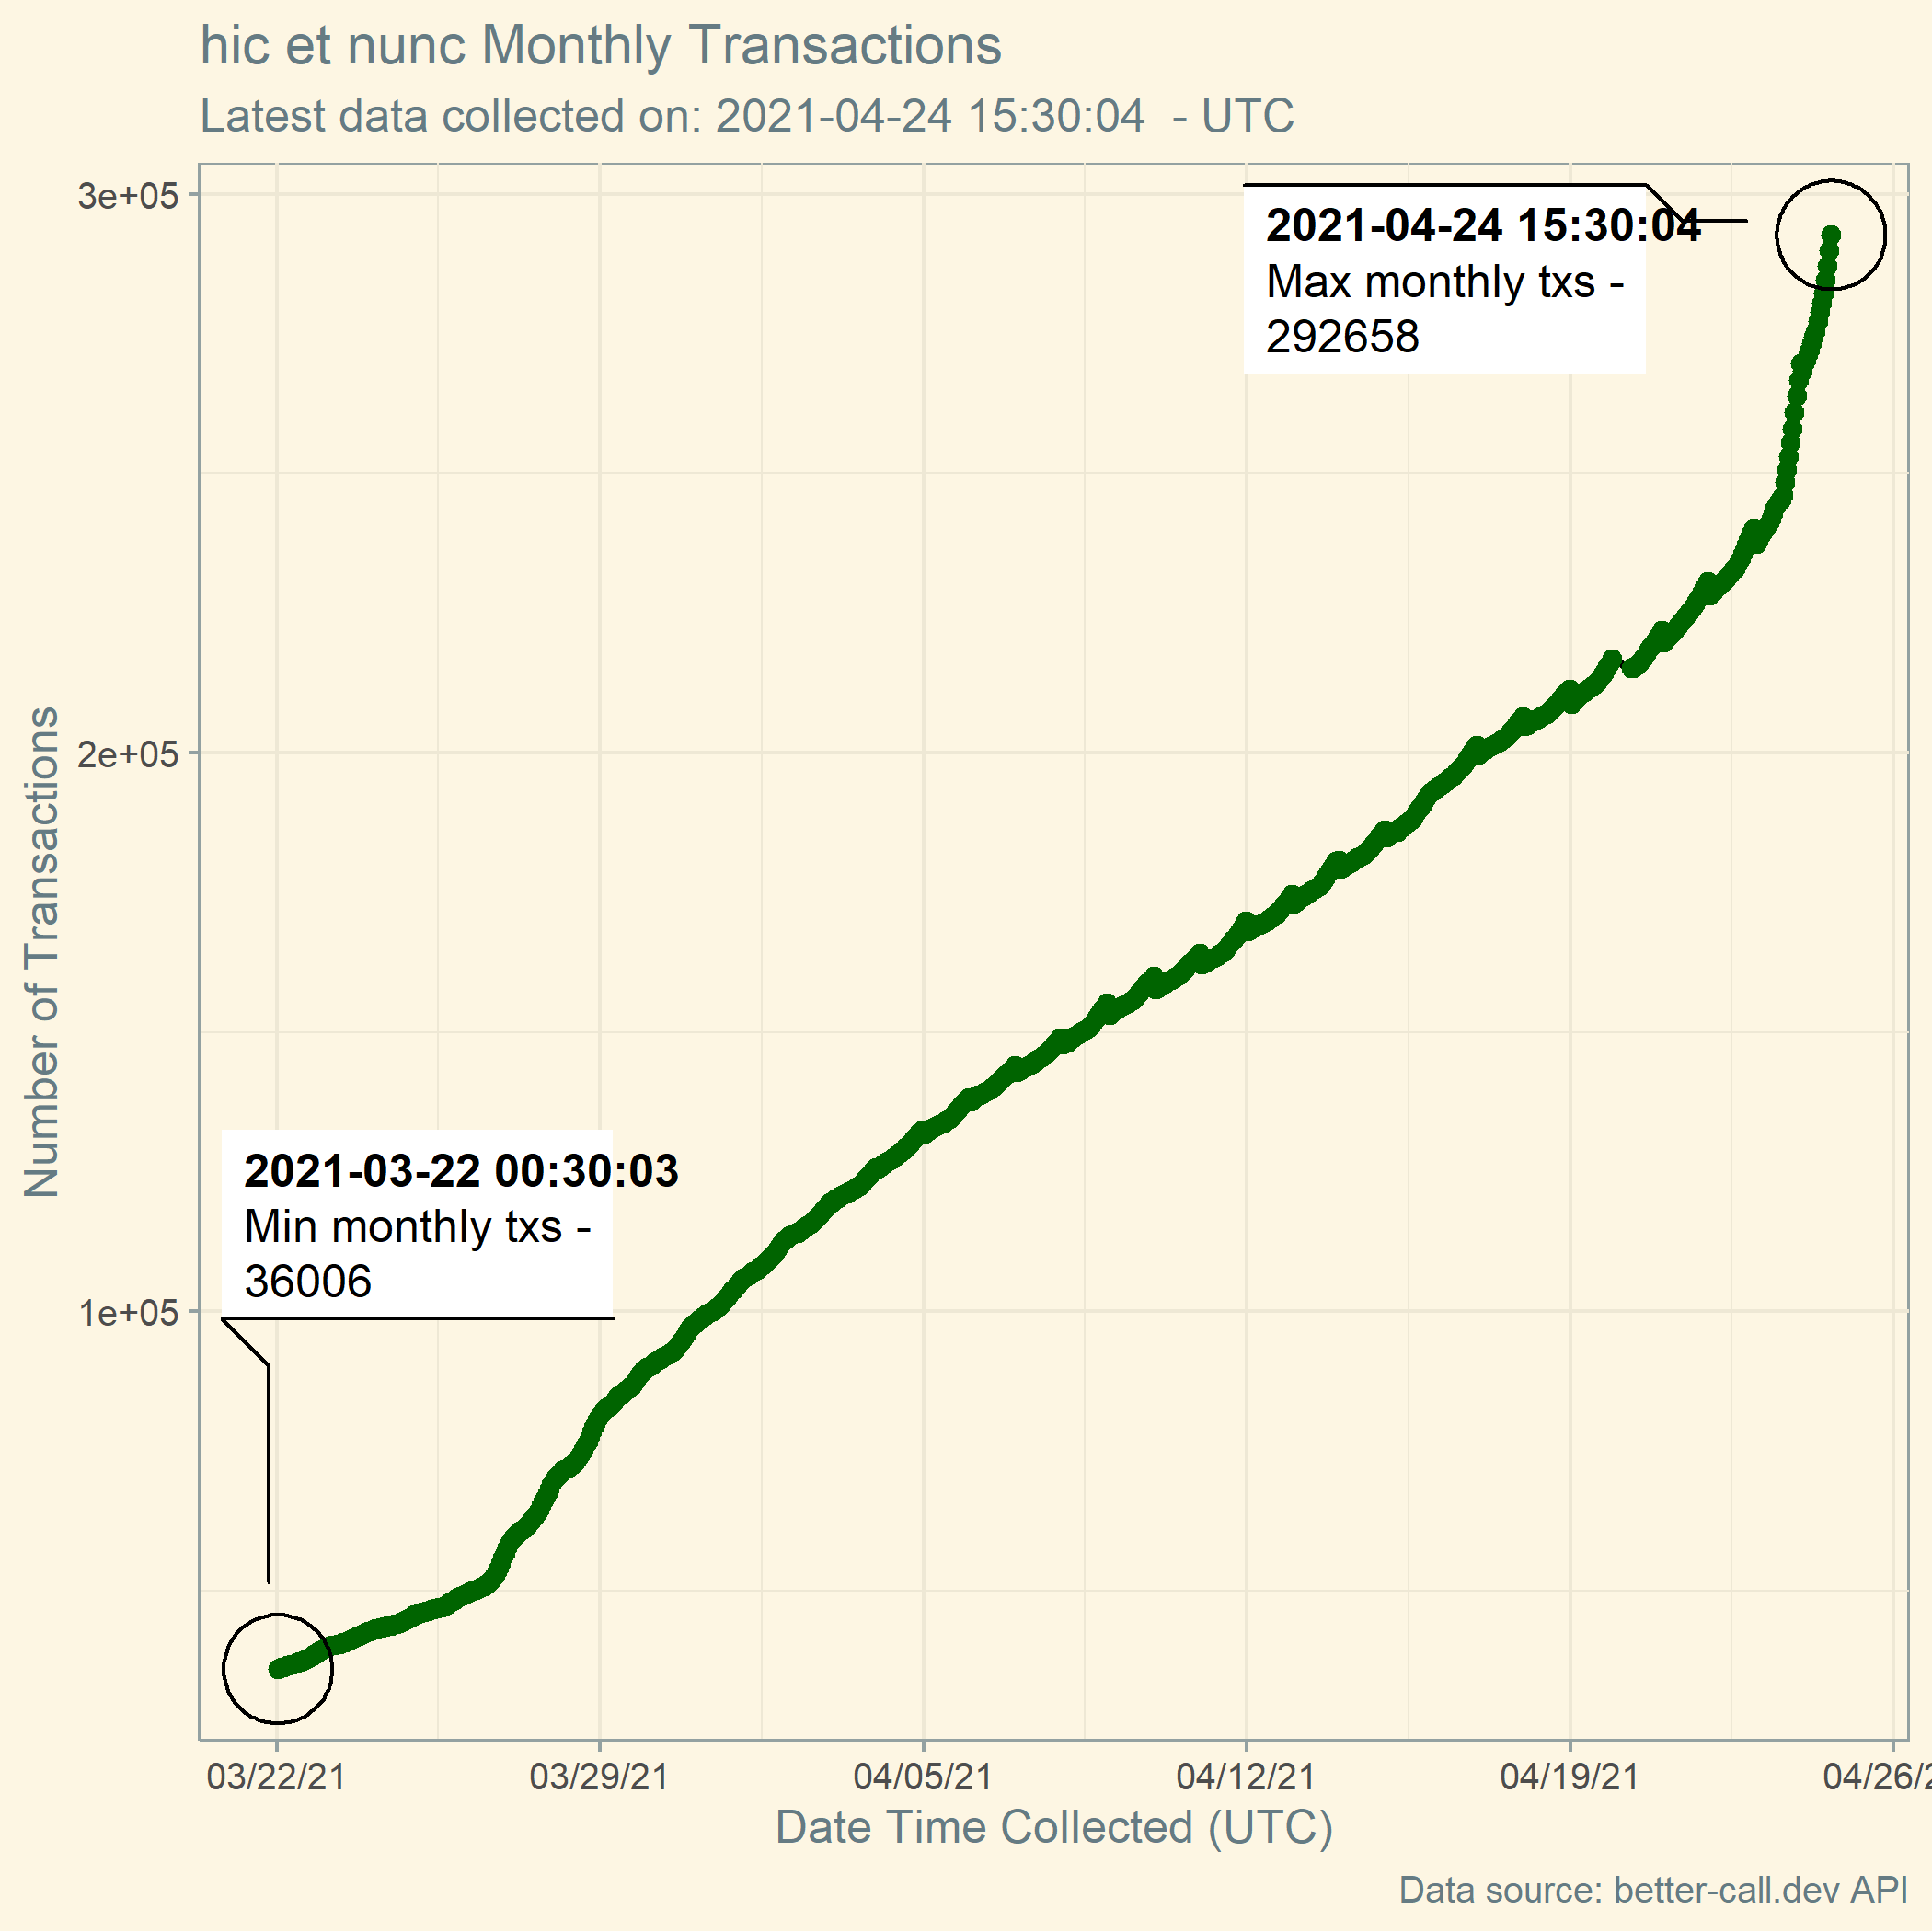 hic et nunc Monthly Transactions
Latest data collected on: 2021-04-24 15:30:04 - UTC
3e+05
2021-04-24 15:30:04
Max monthly txs -
292658
2e+05
Number of Transactions
2021-03-22 00:30:03
Min monthly txs -
36006
1e+05
03/22/21 03/29/21 04/05/21 04/12/21 04/19/21 04/26/2
Date Time Collected (UTC)
Data source: better-call.dev API